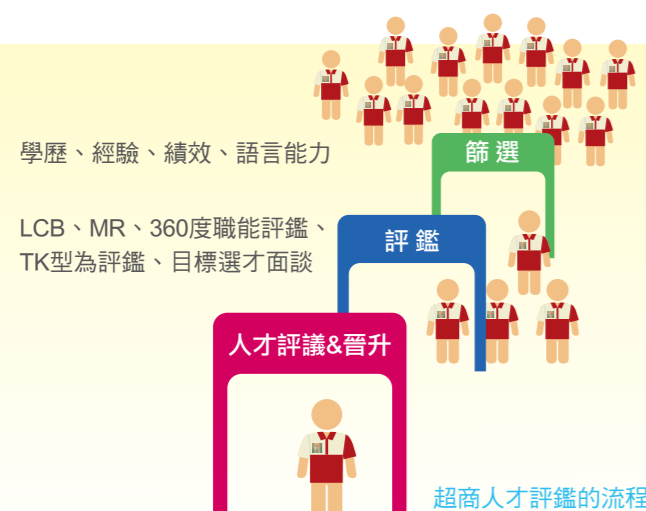 學歷、經驗、績效、語言能力
篩選
LCB、MR、360度職能評鑑、
TK型為評鑑、目標選才面談
評鑑
人才評議&晉升
超商人才評鑑的流程